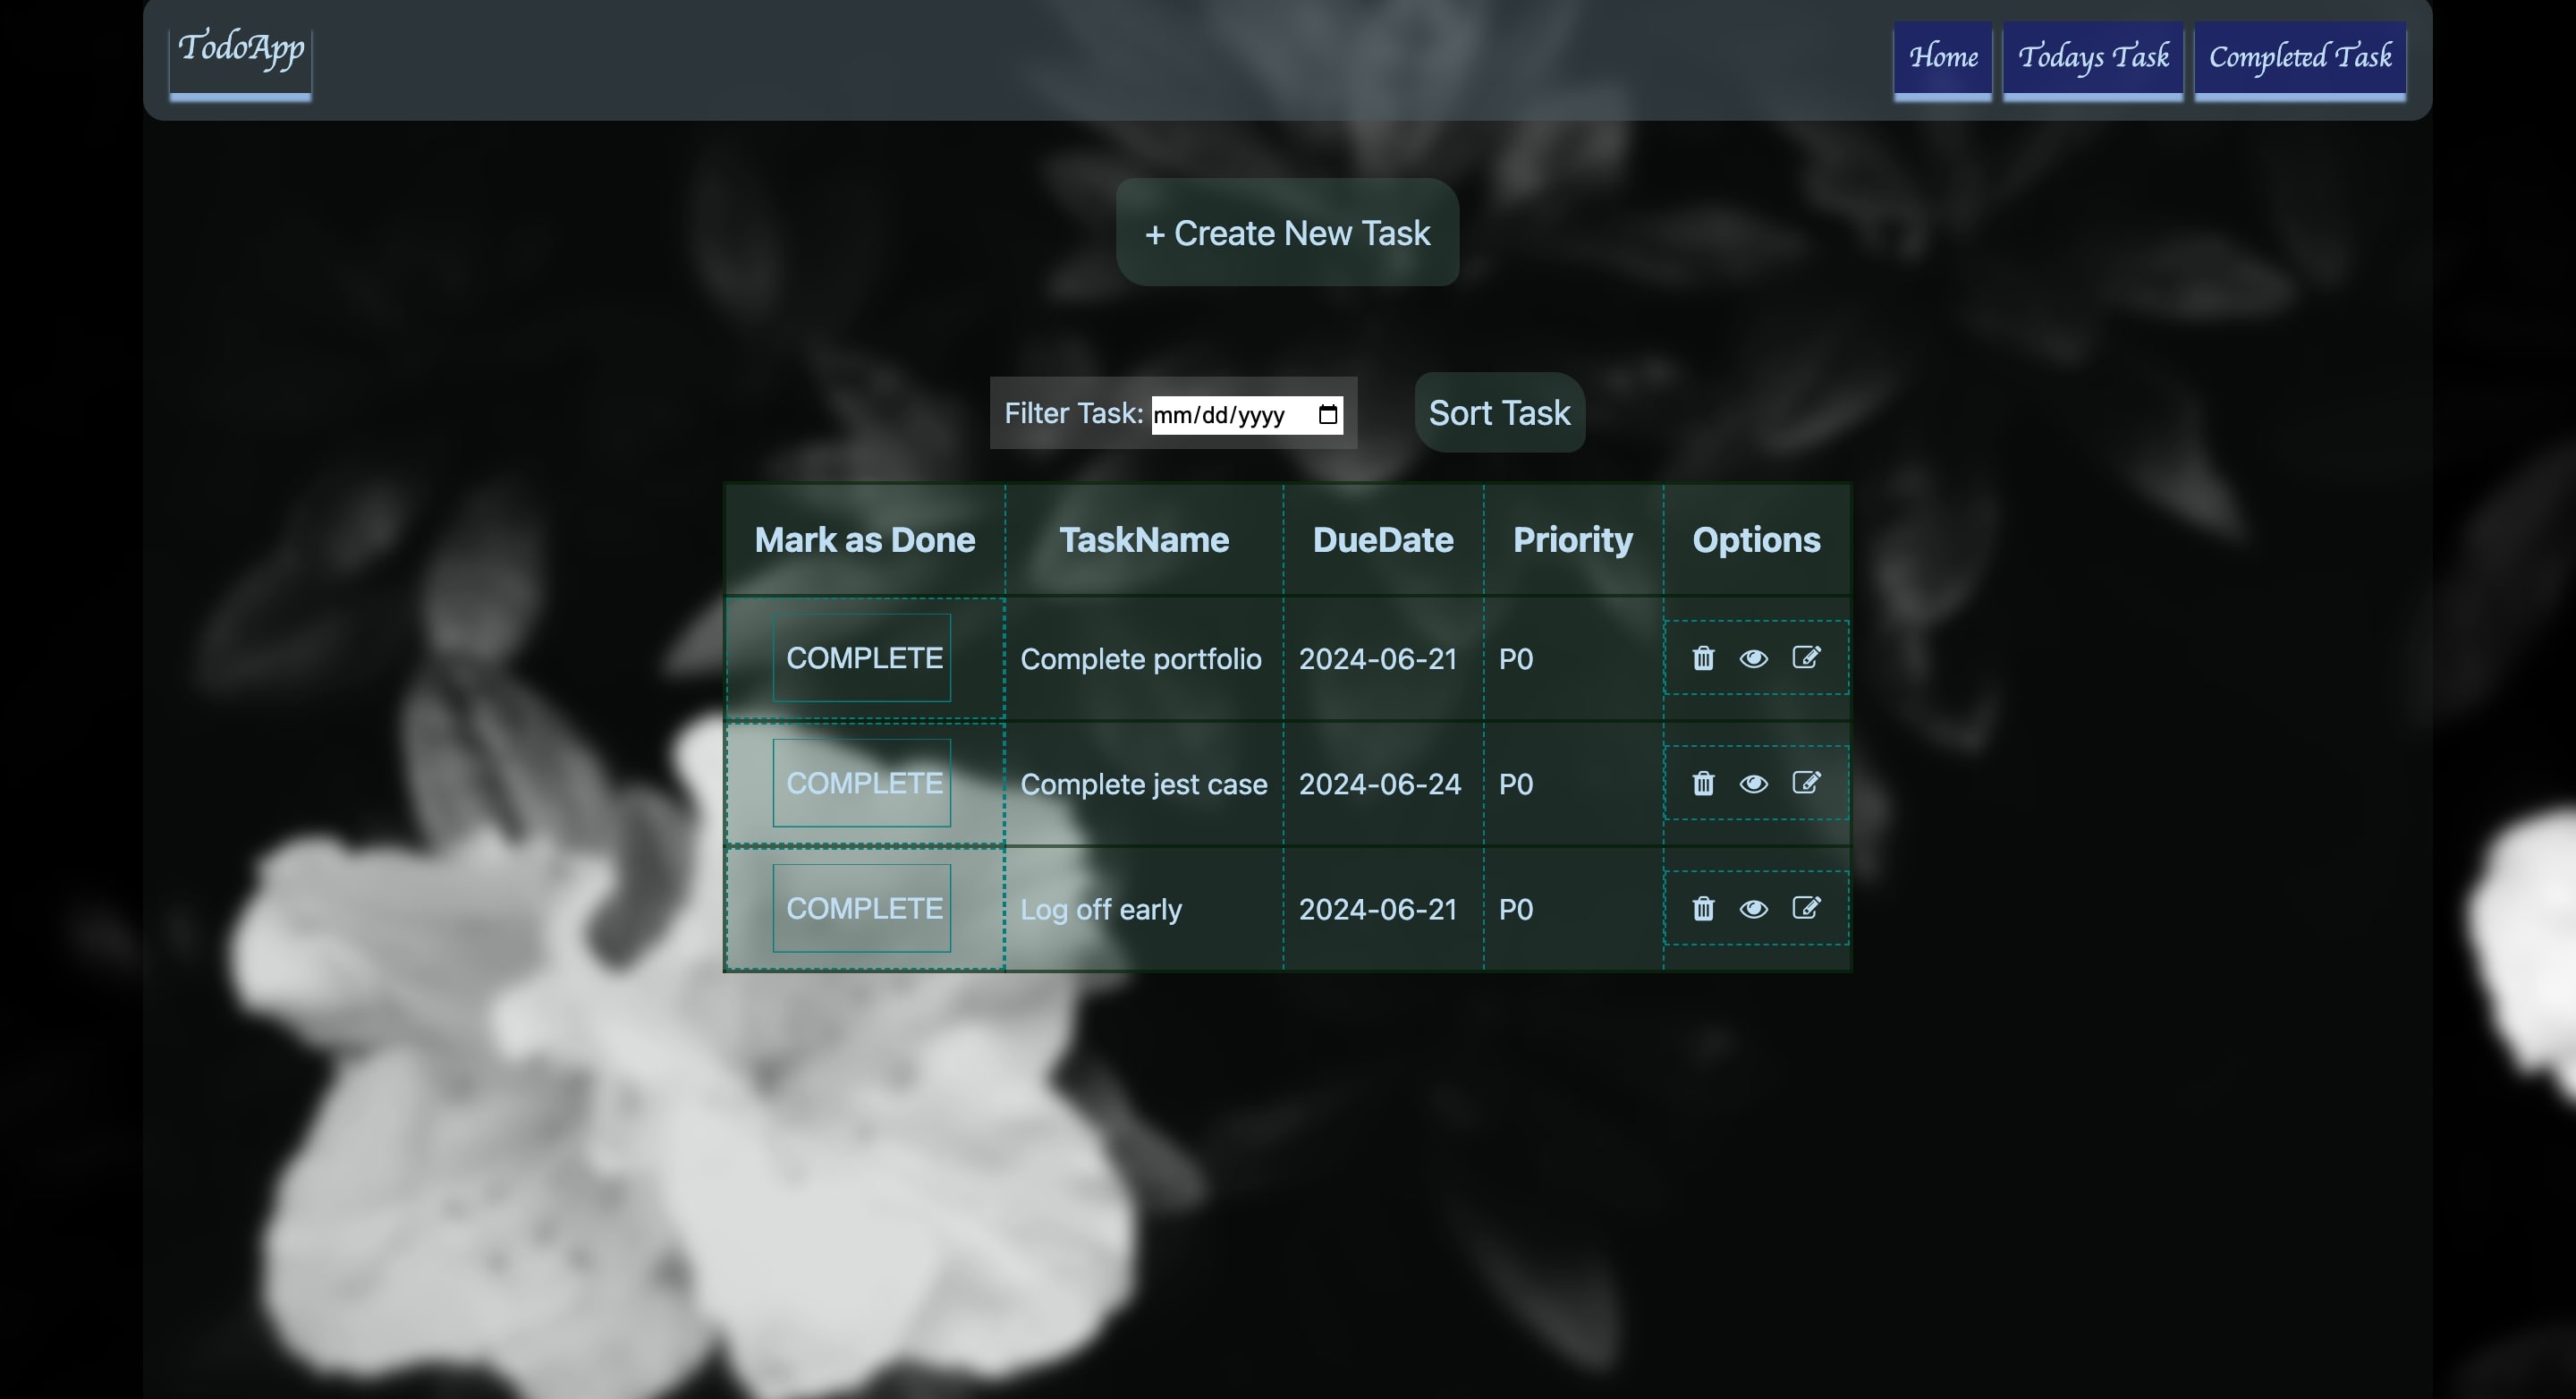 TodoApp
Home Todays Task Completed Task
+ Create New Task
Filter Task: mm/dd/yyyy Sort Task
Mark as Done TaskName DueDate Priority Options
COMPLETE Complete portfolio 2024-06-21 P0
COMPLETE Complete jest case 2024-06-24 P0
COMPLETE Log off early 2024-06-21 P0